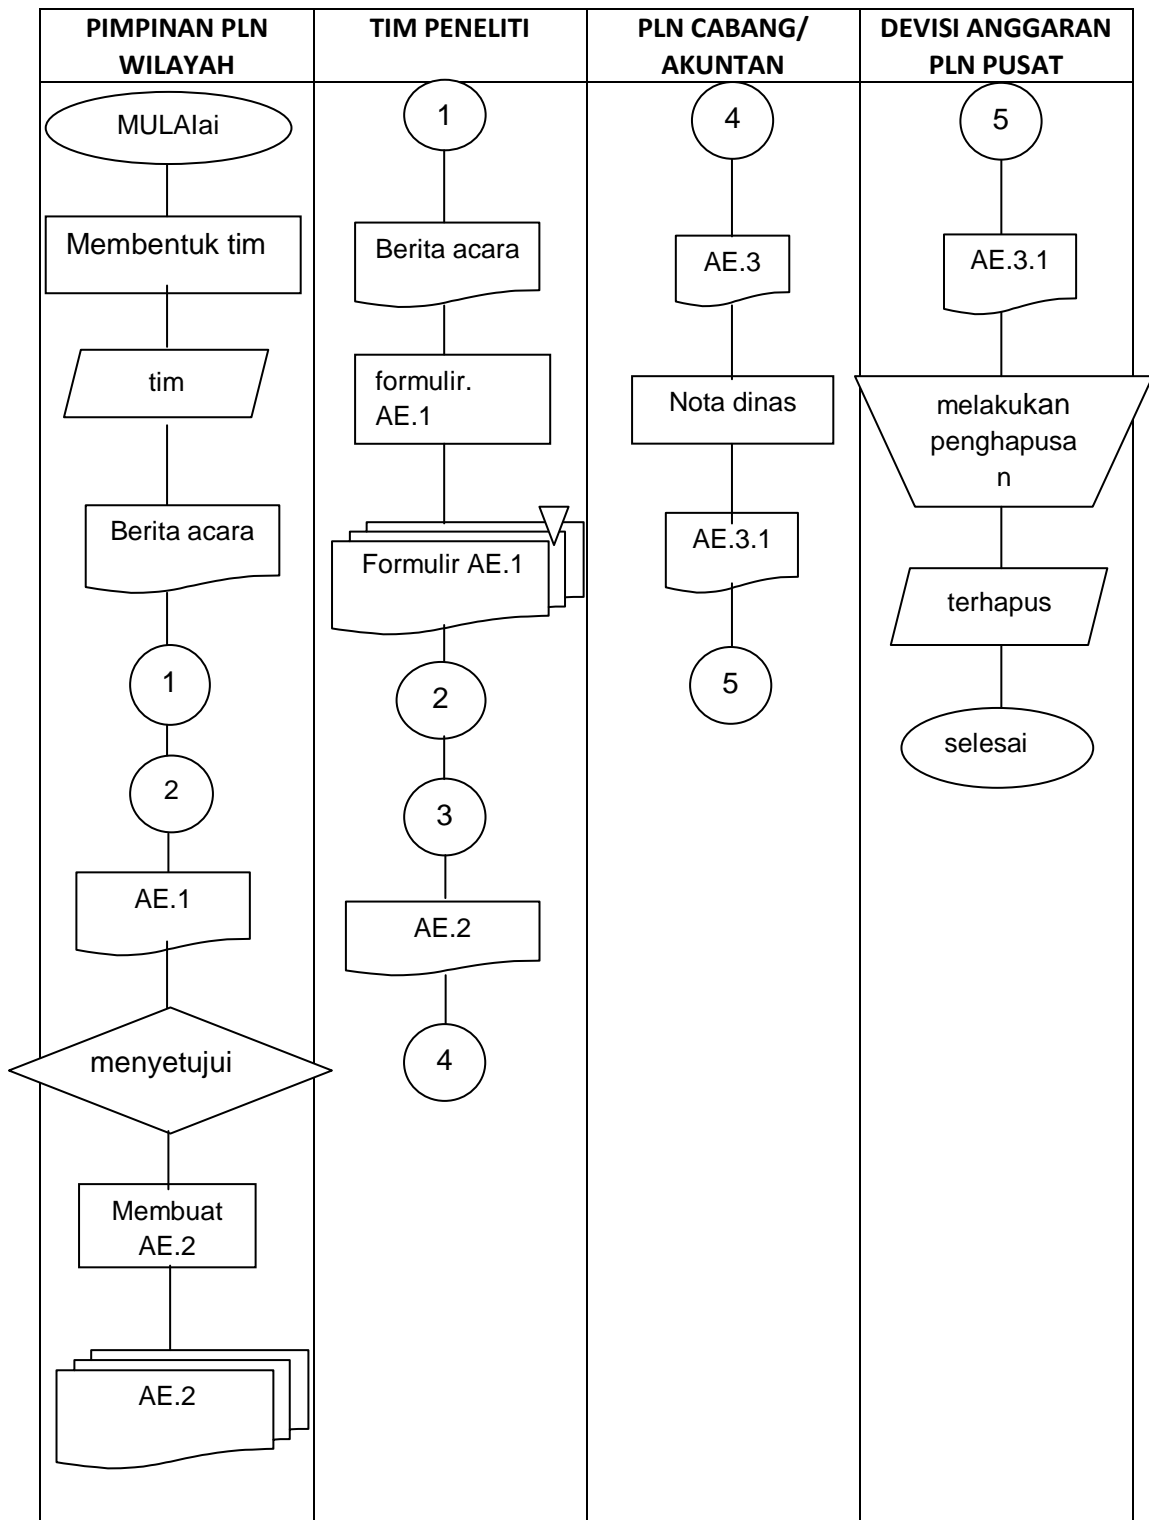 PIMPINAN PLN
WILAYAH
TIM PENELITI
PLN CABANG/
AKUNTAN
DEVISI ANGGARAN
PLN PUSAT
MULAIai
Membentuk tim
tim
Berita acara
1
2
AE.1
menyetujui
Membuat
AE.2
AE.2
1
Berita acara
formulir.
AE.1
Formulir AE.1
2
3
AE.2
4
4
AE.3
Nota dinas
AE.3.1
5
5
AE.3.1
melakukan
penghapusa
n
terhapus
selesai